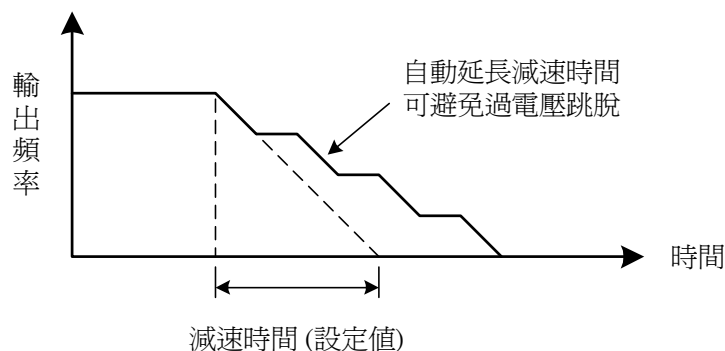 輸出頻率
自動延長減速時間
可避免過電壓跳脫
時間
減速時間 (設定值)